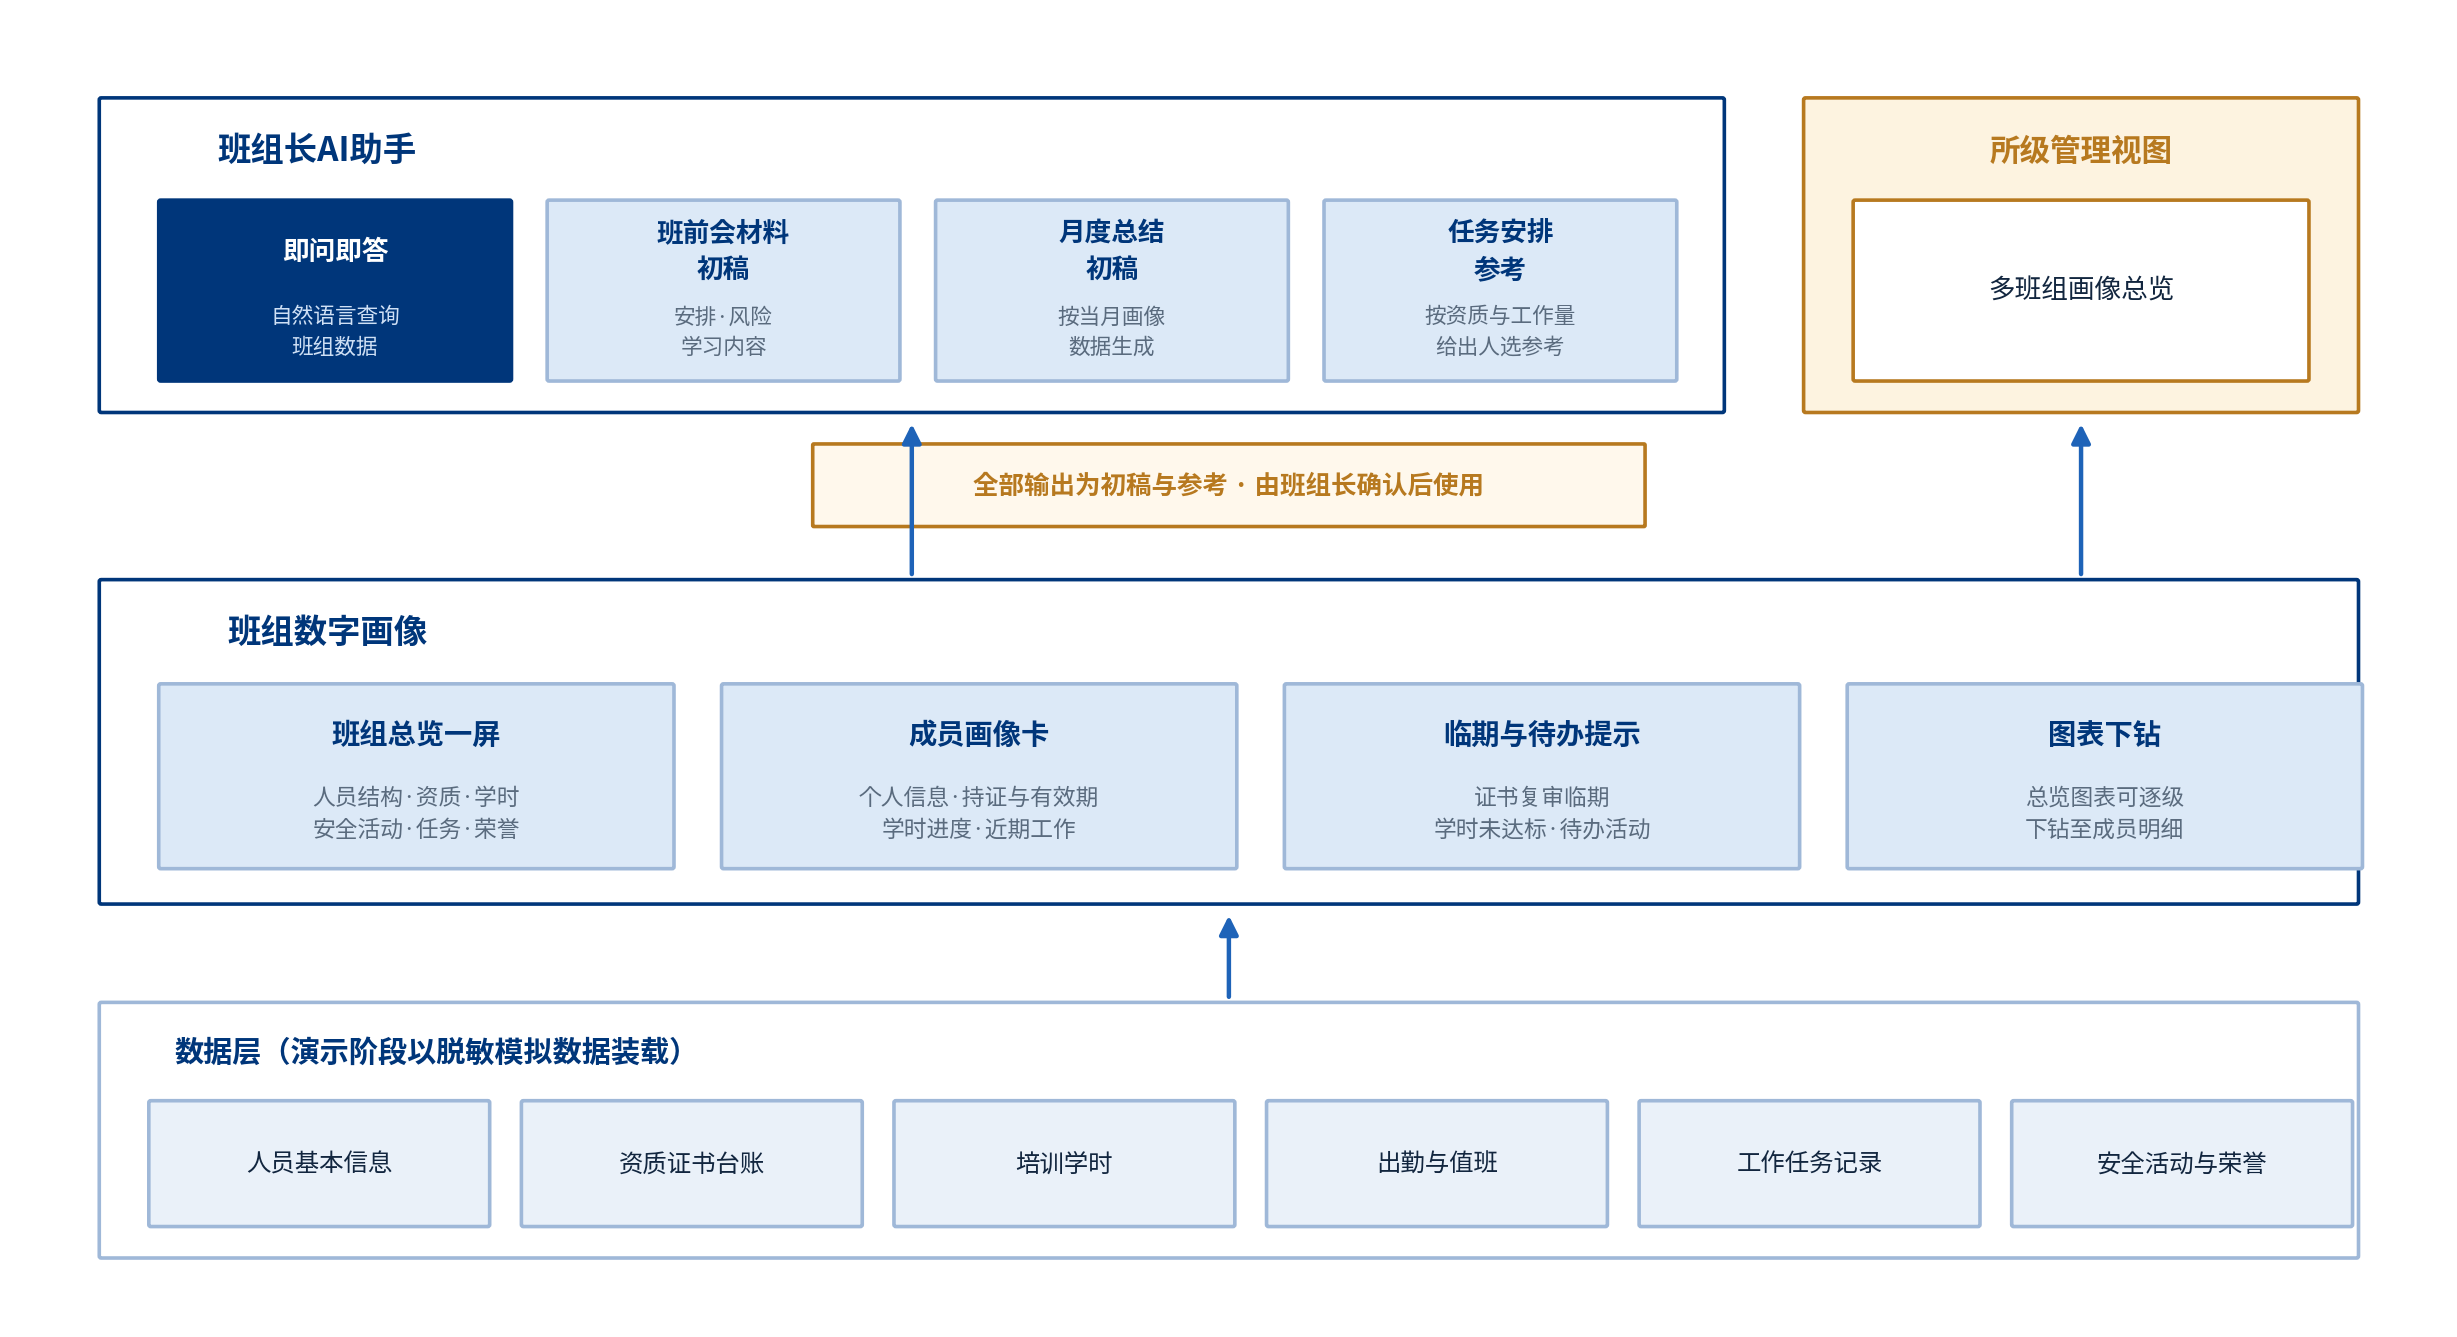 班组长AI助手
即问即答
自然语言查询
班组数据
班前会材料
初稿
安排·风险
学习内容
月度总结
初稿
按当月画像
数据生成
任务安排
参考
按资质与工作量
给出人选参考
所级管理视图
多班组画像总览
全部输出为初稿与参考 · 由班组长确认后使用
班组数字画像
班组总览一屏
人员结构·资质·学时
安全活动·任务·荣誉
成员画像卡
个人信息·持证与有效期
学时进度·近期工作
临期与待办提示
证书复审临期
学时未达标·待办活动
图表下钻
总览图表可逐级
下钻至成员明细
数据层（演示阶段以脱敏模拟数据装载）
人员基本信息
资质证书台账
培训学时
出勤与值班
工作任务记录
安全活动与荣誉